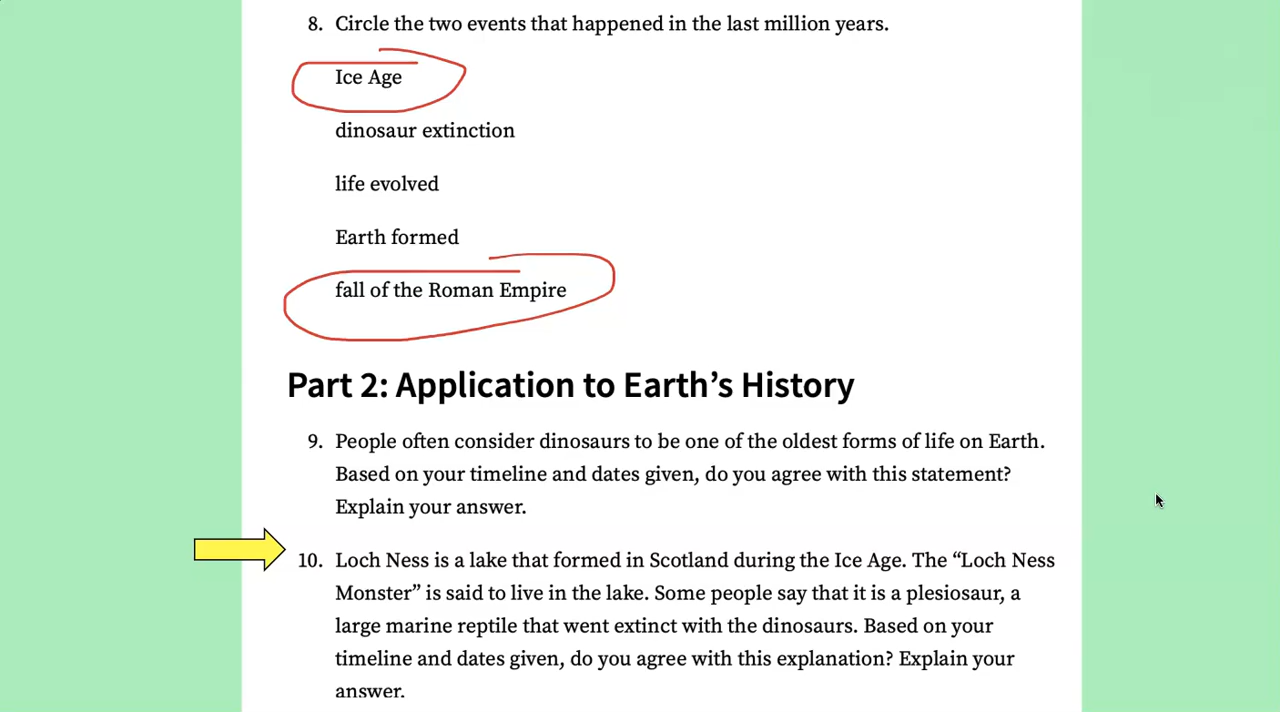 8. Circle the two events that happened in the last million years.
Ice Age
dinosaur extinction
life evolved
Earth formed
fall of the Roman Empire
Part 2: Application to Earth’s History
9. People often consider dinosaurs to be one of the oldest forms of life on Earth.
Based on your timeline and dates given, do you agree with this statement?
Explain your answer.
10. Loch Ness is a lake that formed in Scotland during the Ice Age. The “Loch Ness
Monster” is said to live in the lake. Some people say that it is a plesiosaur, a
large marine reptile that went extinct with the dinosaurs. Based on your
timeline and dates given, do you agree with this explanation? Explain your
answer.